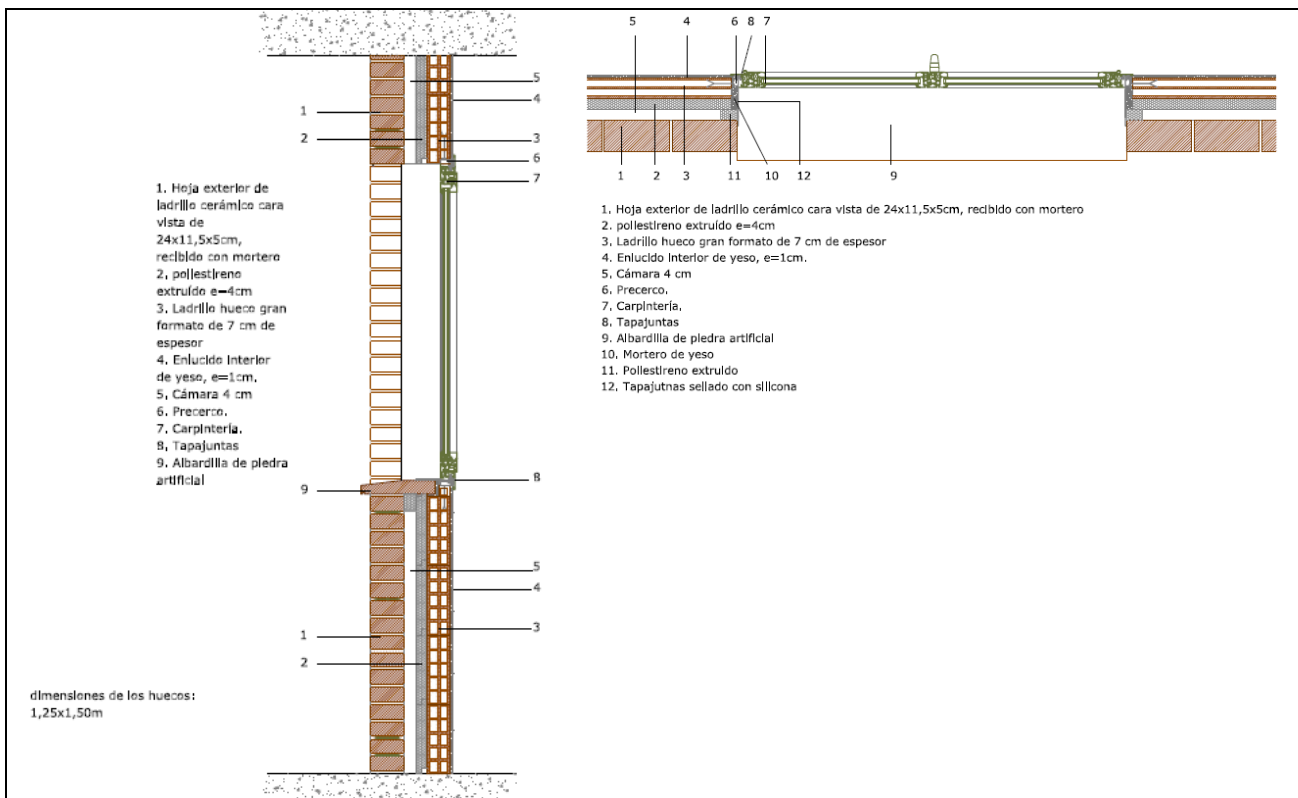 5
4
1
2
3
6
7
1. Hoja exterior de
ladrillo cerámico cara
vista de
24x11,5x5cm,
recibido con mortero
2. poliestireno
extruído e=4cm
3. Ladrillo hueco gran
formato de 7 cm de
espesor
4. Enlucido interior
de yeso, e=1cm.
5. Cámara 4 cm
6. Precerco.
7. Carpintería.
8. Tapajuntas
9. Albardilla de piedra
artificial
8
9
5
4
3
1
2
dimensiones de los huecos:
1,25x1,50m
5 4 6 8 7
1 2 3 11 10 12 9
1. Hoja exterior de ladrillo cerámico cara vista de 24x11,5x5cm, recibido con mortero
2. poliestireno extruído e=4cm
3. Ladrillo hueco gran formato de 7 cm de espesor
4. Enlucido interior de yeso, e=1cm.
5. Cámara 4 cm
6. Precerco.
7. Carpintería.
8. Tapajuntas
9. Albardilla de piedra artificial
10. Mortero de yeso
11. Poliestireno extruido
12. Tapajutnas sellado con silicona